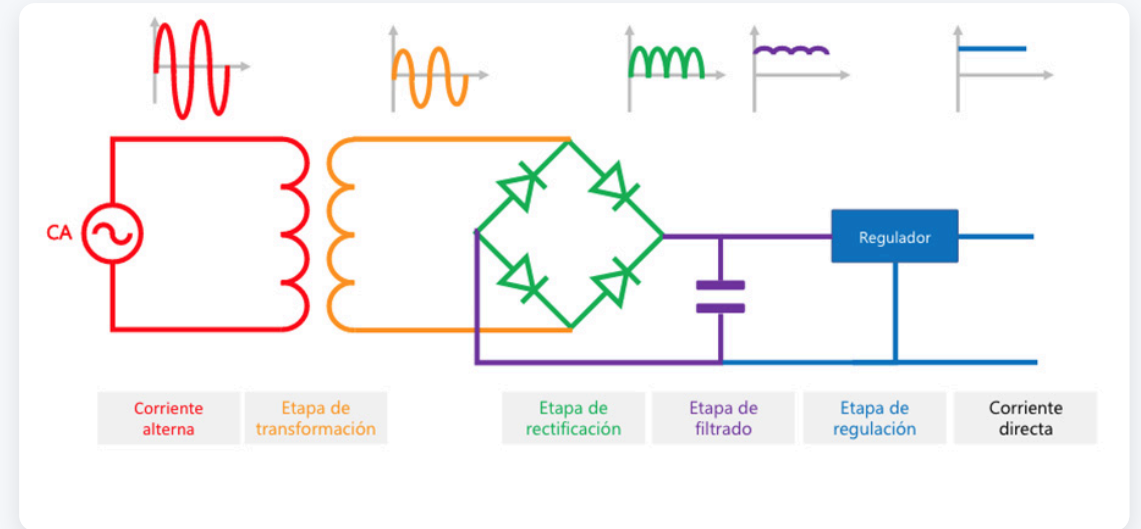 CA
Regulador
Corriente
alterna
Etapa de
transformación
Etapa de
rectificación
Etapa de
filtrado
Etapa de
regulación
Corriente
directa